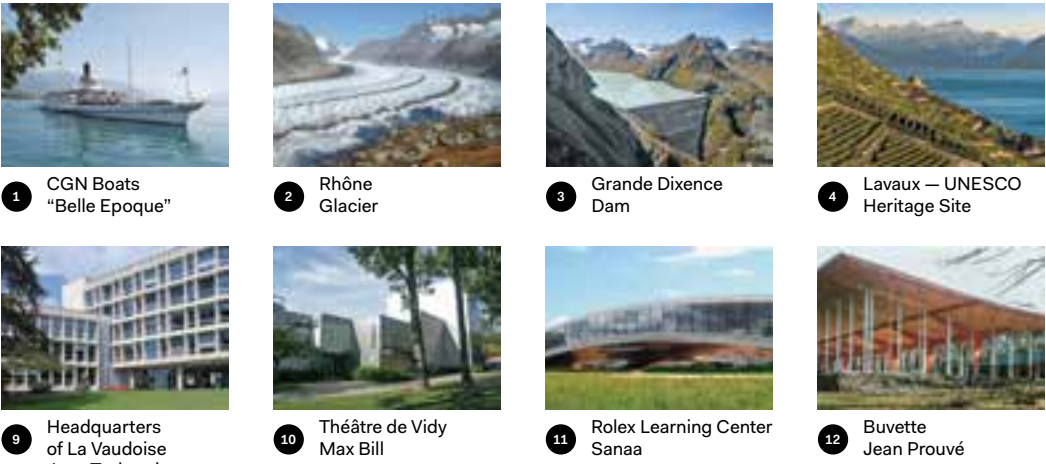 1
CGN Boats
“Belle Epoque”
2
Rhône
Glacier
3
Grande Dixence
Dam
4
Lavaux — UNESCO
Heritage Site
9
Headquarters
of La Vaudoise
10
Théâtre de Vidy
Max Bill
11
Rolex Learning Center
Sanaa
12
Buvette
Jean Prouvé